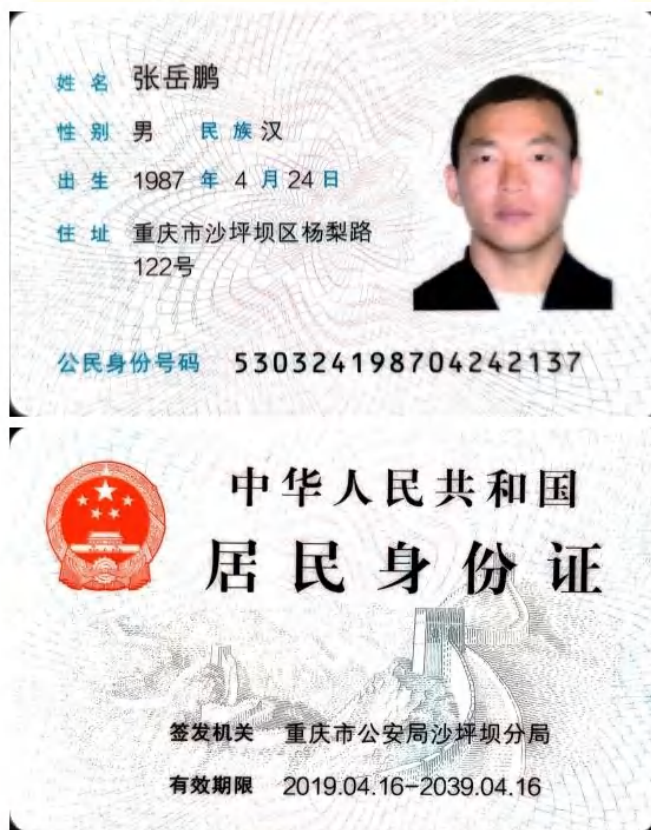 姓名 张岳鹏
性别 男 民族 汉
出生 1987 年 4 月 24 日
住址 重庆市沙坪坝区杨梨路
122号
公民身份号码 530324198704242137
中华人民共和国
居民身份证
签发机关 重庆市公安局沙坪坝分局
有效期限 2019.04.16-2039.04.16